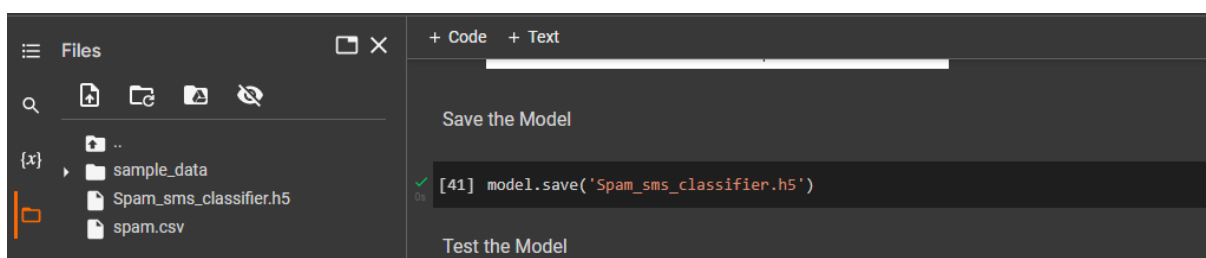 Files
{x}
..
sample_data
Spam_sms_classifier.h5
spam.csv
+ Code + Text
Save the Model
[41] model.save('Spam_sms_classifier.h5')
0s
Test the Model